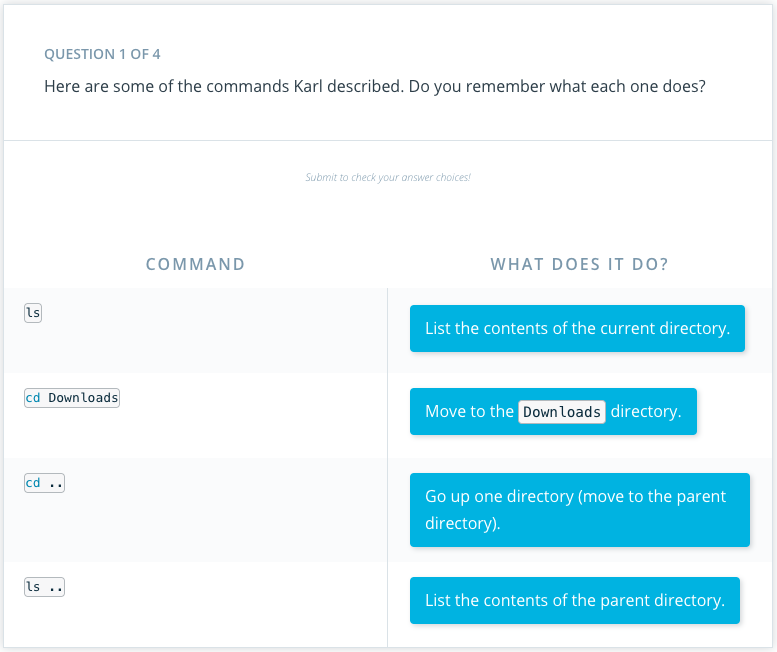 QUESTION 1 OF 4
Here are some of the commands Karl described. Do you remember what each one does?
Submit to check your answer choices!
COMMAND
WHAT DOES IT DO?
ls
List the contents of the current directory.
cd Downloads
Move to the Downloads directory.
cd ..
Go up one directory (move to the parent
directory).
ls ..
List the contents of the parent directory.